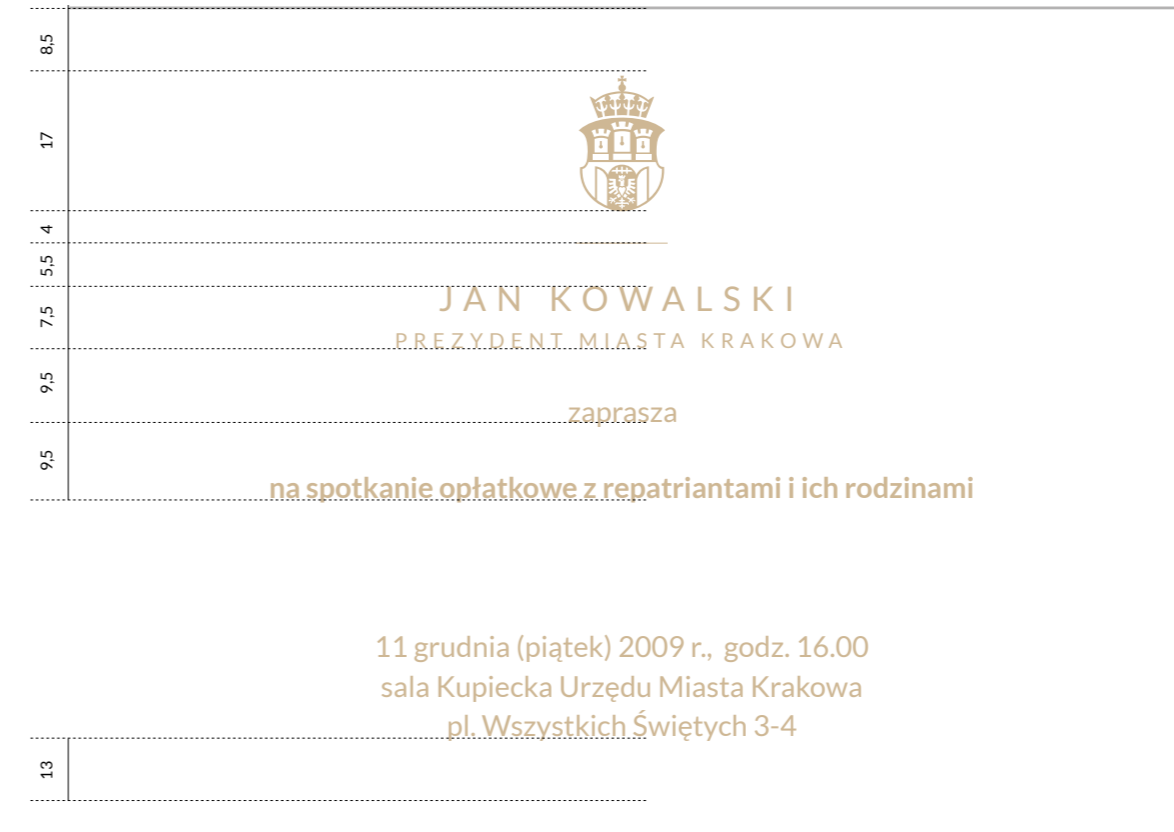 8,5
17
4
5,5
JAN KOWALSKI
7,5
PREZYDENT MIASTA KRAKOWA
9,5
zaprasza
9,5
na spotkanie opłatkowe z repatriantami i ich rodzinami
11 grudnia (piątek) 2009 r., godz. 16.00
sala Kupiecka Urzędu Miasta Krakowa
pl. Wszystkich Świętych 3-4
13